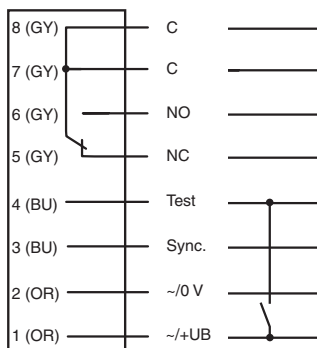 8 (GY) C
7 (GY) C
6 (GY) NO
5 (GY) NC
4 (BU) Test
3 (BU) Sync.
2 (OR) ~/0 V
1 (OR) ~/+UB